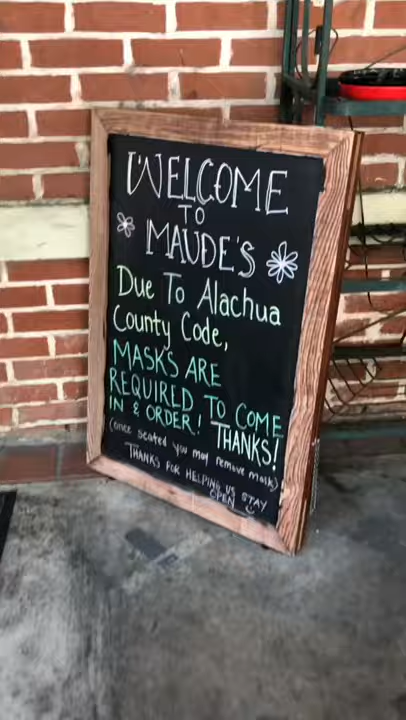 WELCOME
TO
MAUDE'S
Due To Alachua
County Code,
MASKS ARE
REQUIRED TO COME
IN & ORDER! THANKS!
(once seated you may remove mask)
THANKS FOR HELPING US STAY
OPEN